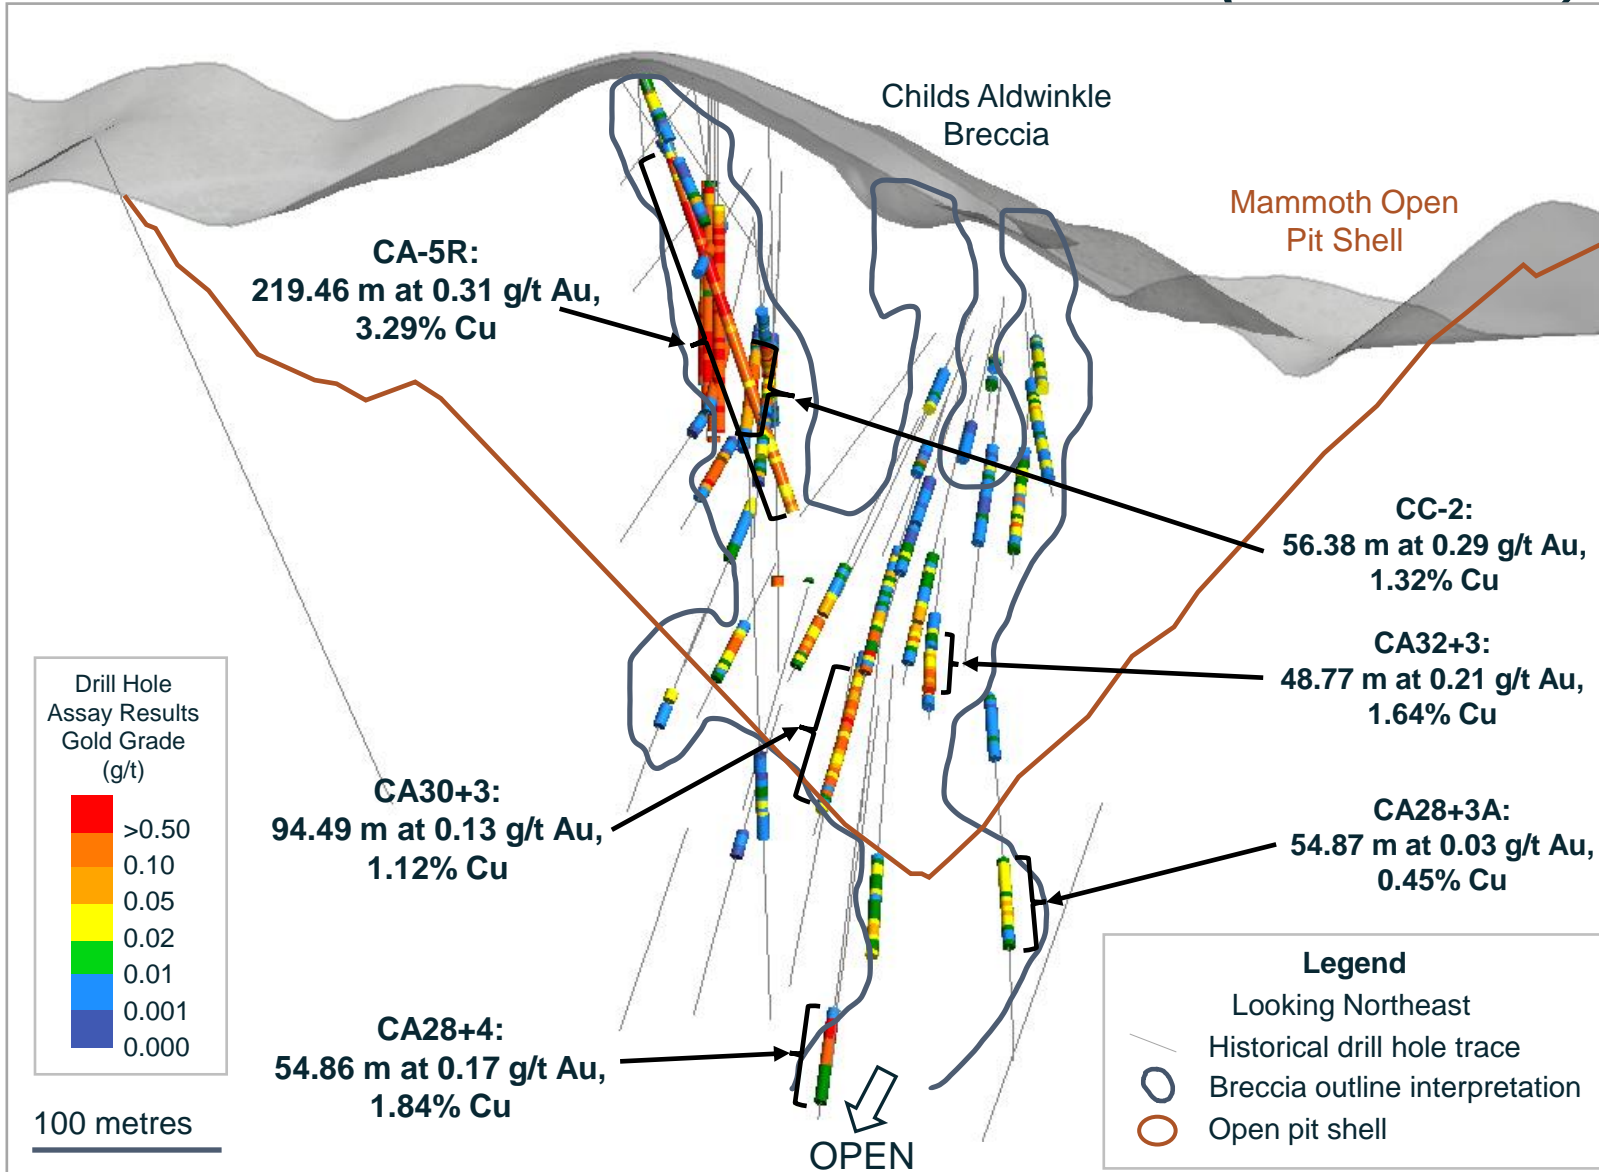 Childs Aldwinkle
Breccia
Mammoth Open
Pit Shell
CA-5R:
219.46 m at 0.31 g/t Au,
3.29% Cu
CC-2:
56.38 m at 0.29 g/t Au,
1.32% Cu
CA32+3:
48.77 m at 0.21 g/t Au,
1.64% Cu
CA30+3:
94.49 m at 0.13 g/t Au,
1.12% Cu
CA28+3A:
54.87 m at 0.03 g/t Au,
0.45% Cu
CA28+4:
54.86 m at 0.17 g/t Au,
1.84% Cu
Drill Hole
Assay Results
Gold Grade
(g/t)
>0.50
0.10
0.05
0.02
0.01
0.001
0.000
100 metres
OPEN
Legend
Looking Northeast
Historical drill hole trace
Breccia outline interpretation
Open pit shell